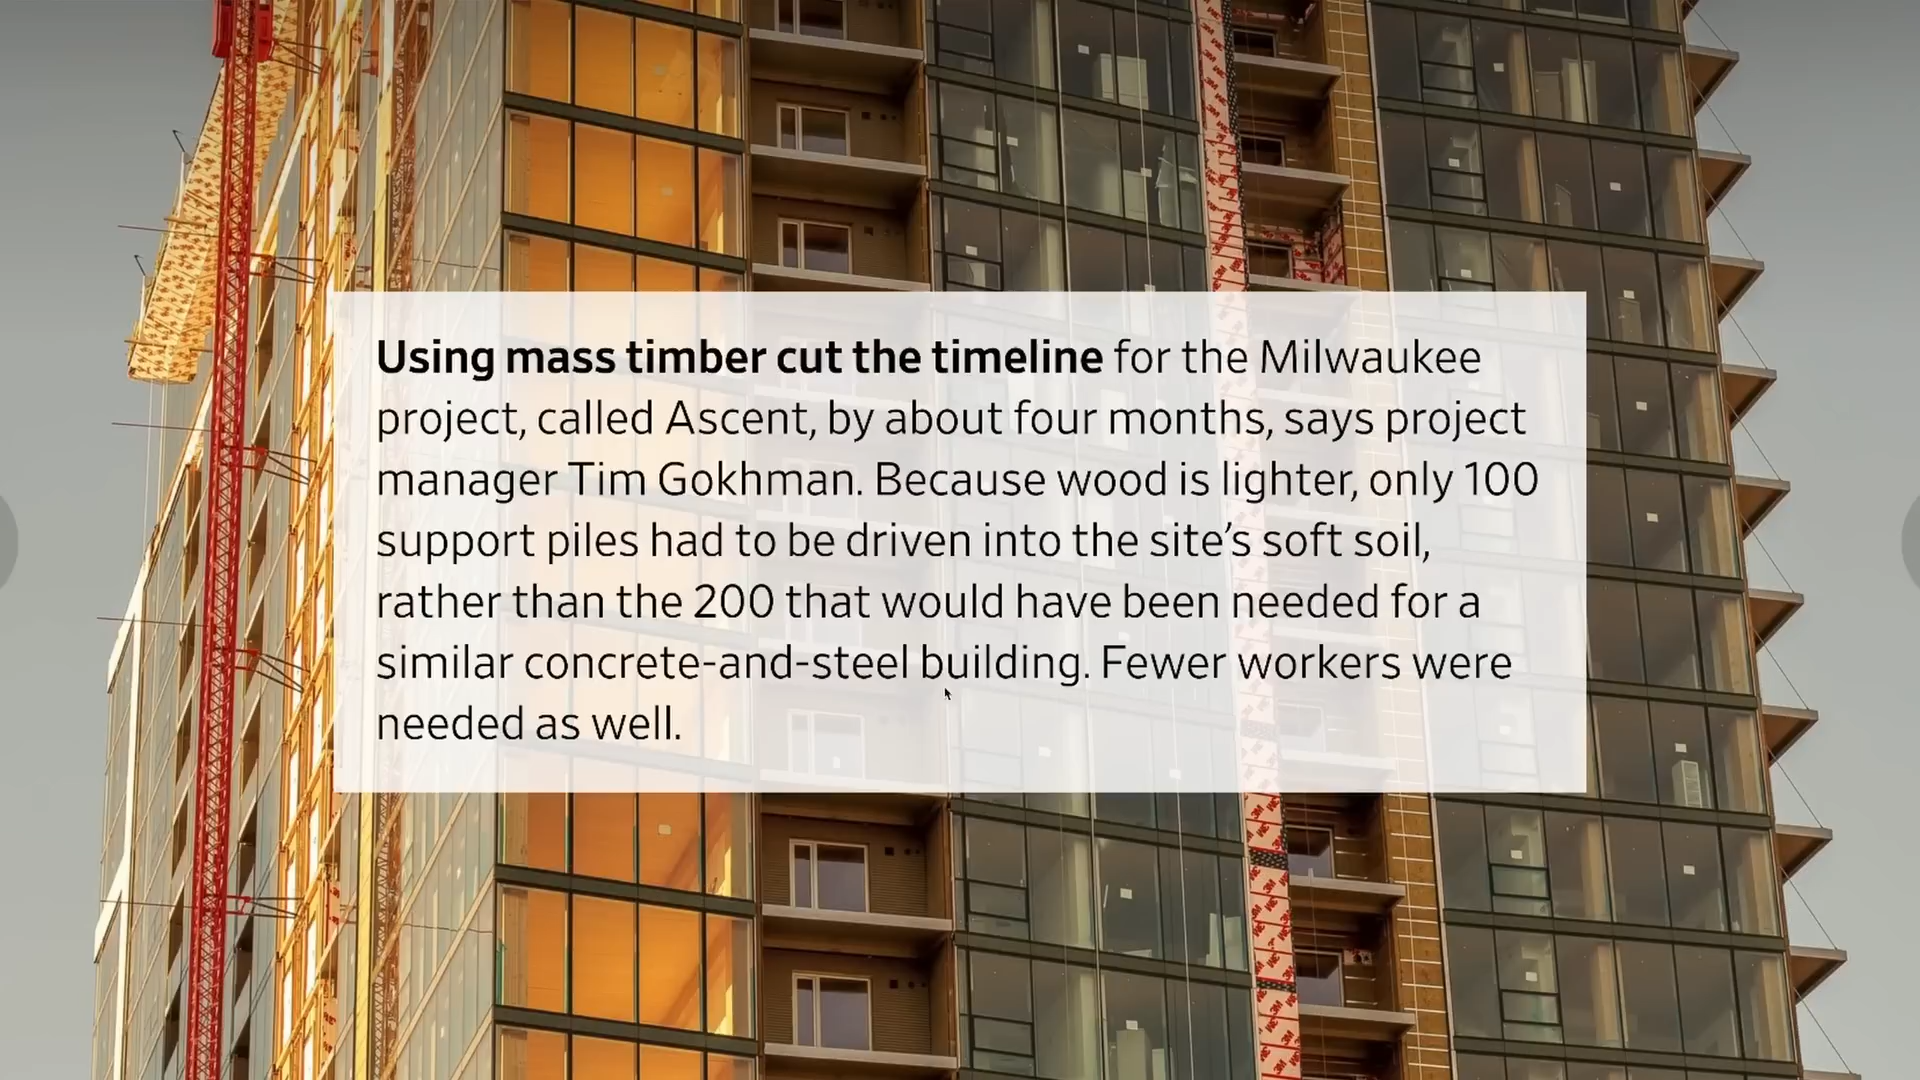 Using mass timber cut the timeline for the Milwaukee
project, called Ascent, by about four months, says project
manager Tim Gokhman. Because wood is lighter, only 100
support piles had to be driven into the site’s soft soil,
rather than the 200 that would have been needed for a
similar concrete-and-steel building. Fewer workers were
needed as well.
3M